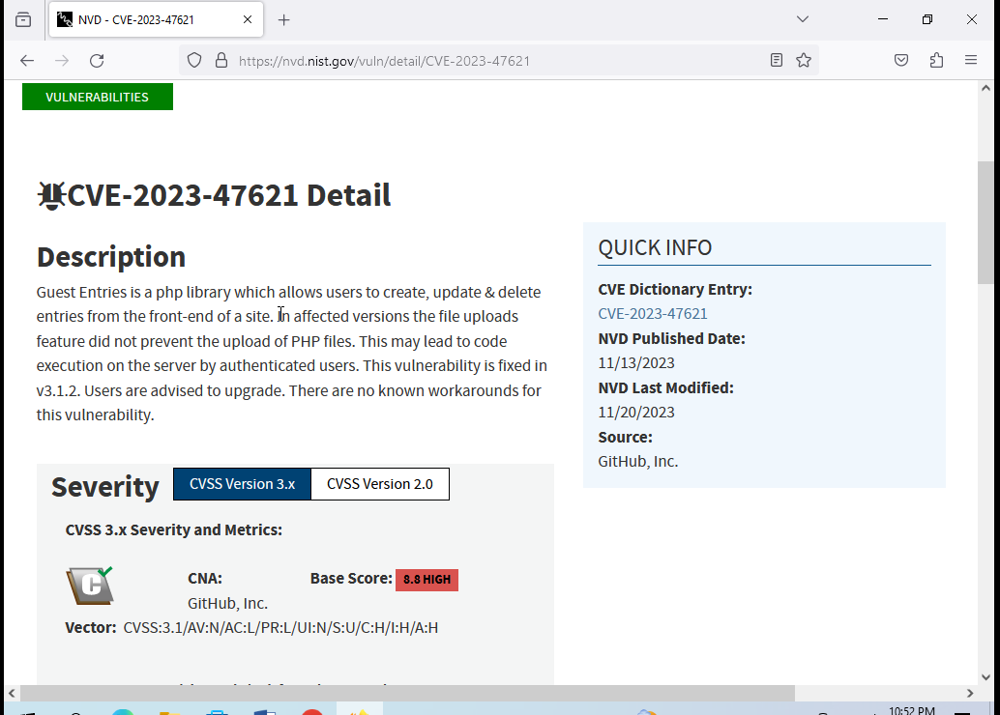 NVD - CVE-2023-47621
https://nvd.nist.gov/vuln/detail/CVE-2023-47621
VULNERABILITIES
CVE-2023-47621 Detail
Description
Guest Entries is a php library which allows users to create, update & delete
entries from the front-end of a site. In affected versions the file uploads
feature did not prevent the upload of PHP files. This may lead to code
execution on the server by authenticated users. This vulnerability is fixed in
v3.1.2. Users are advised to upgrade. There are no known workarounds for
this vulnerability.
QUICK INFO
CVE Dictionary Entry:
CVE-2023-47621
NVD Published Date:
11/13/2023
NVD Last Modified:
11/20/2023
Source:
GitHub, Inc.
Severity
CVSS Version 3.x
CVSS Version 2.0
CVSS 3.x Severity and Metrics:
C
CNA:
GitHub, Inc.
Base Score: 8.8 HIGH
Vector: CVSS:3.1/AV:N/AC:L/PR:L/UI:N/S:U/C:H/I:H/A:H
10:52 PM